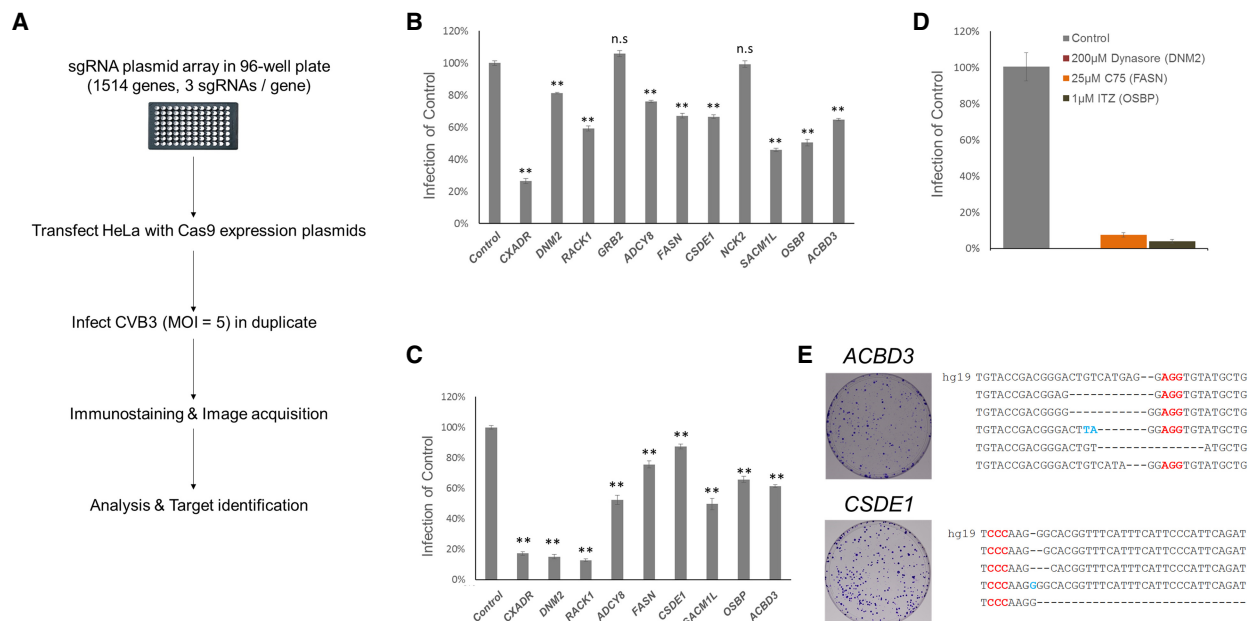 A
sgRNA plasmid array in 96-well plate
(1514 genes, 3 sgRNAs / gene)
Transfect HeLa with Cas9 expression plasmids
Infect CVB3 (MOI = 5) in duplicate
Immunostaining & Image acquisition
Analysis & Target identification
B
Infection of Control
120%
100%
80%
60%
40%
20%
0%
**
**
**
n.s
**
**
**
n.s
**
**
**
Control
CXADR
DNM2
RACK1
GRB2
ADCY8
FASN
CSDE1
NCK2
SACM1L
OSBP
ACBD3
C
Infection of Control
120%
100%
80%
60%
40%
20%
0%
**
**
**
**
**
**
**
**
**
Control
CXADR
DNM2
RACK1
ADCY8
FASN
CSDE1
SACM1L
OSBP
ACBD3
D
Infection of Control
120%
100%
80%
60%
40%
20%
0%
Control
200µM Dynasore (DNM2)
25µM C75 (FASN)
1µM ITZ (OSBP)
E
ACBD3
hg19 TGTACCGACGGGACTGTCATGAG--GAGGTGTATGCTG
TGTACCGACGGAG-----------GAGGTGTATGCTG
TGTACCGACGGGG----------GGAGGTGTATGCTG
TGTACCGACGGGACTTA------GGAGGTGTATGCTG
TGTACCGACGGGACTGT---------------ATGCTG
TGTACCGACGGGACTGTCATA---GGAGGTGTATGCTG
CSDE1
hg19 TCCCAAG-GGCACGGTTTCATTTCATTCCCATTCAGAT
TCCCAAG--GCACGGTTTCATTTCATTCCCATTCAGAT
TCCCAAG---CACGGTTTCATTTCATTCCCATTCAGAT
TCCCAAGGGGCACGGTTTCATTTCATTCCCATTCAGAT
TCCCAAGG------------------------------